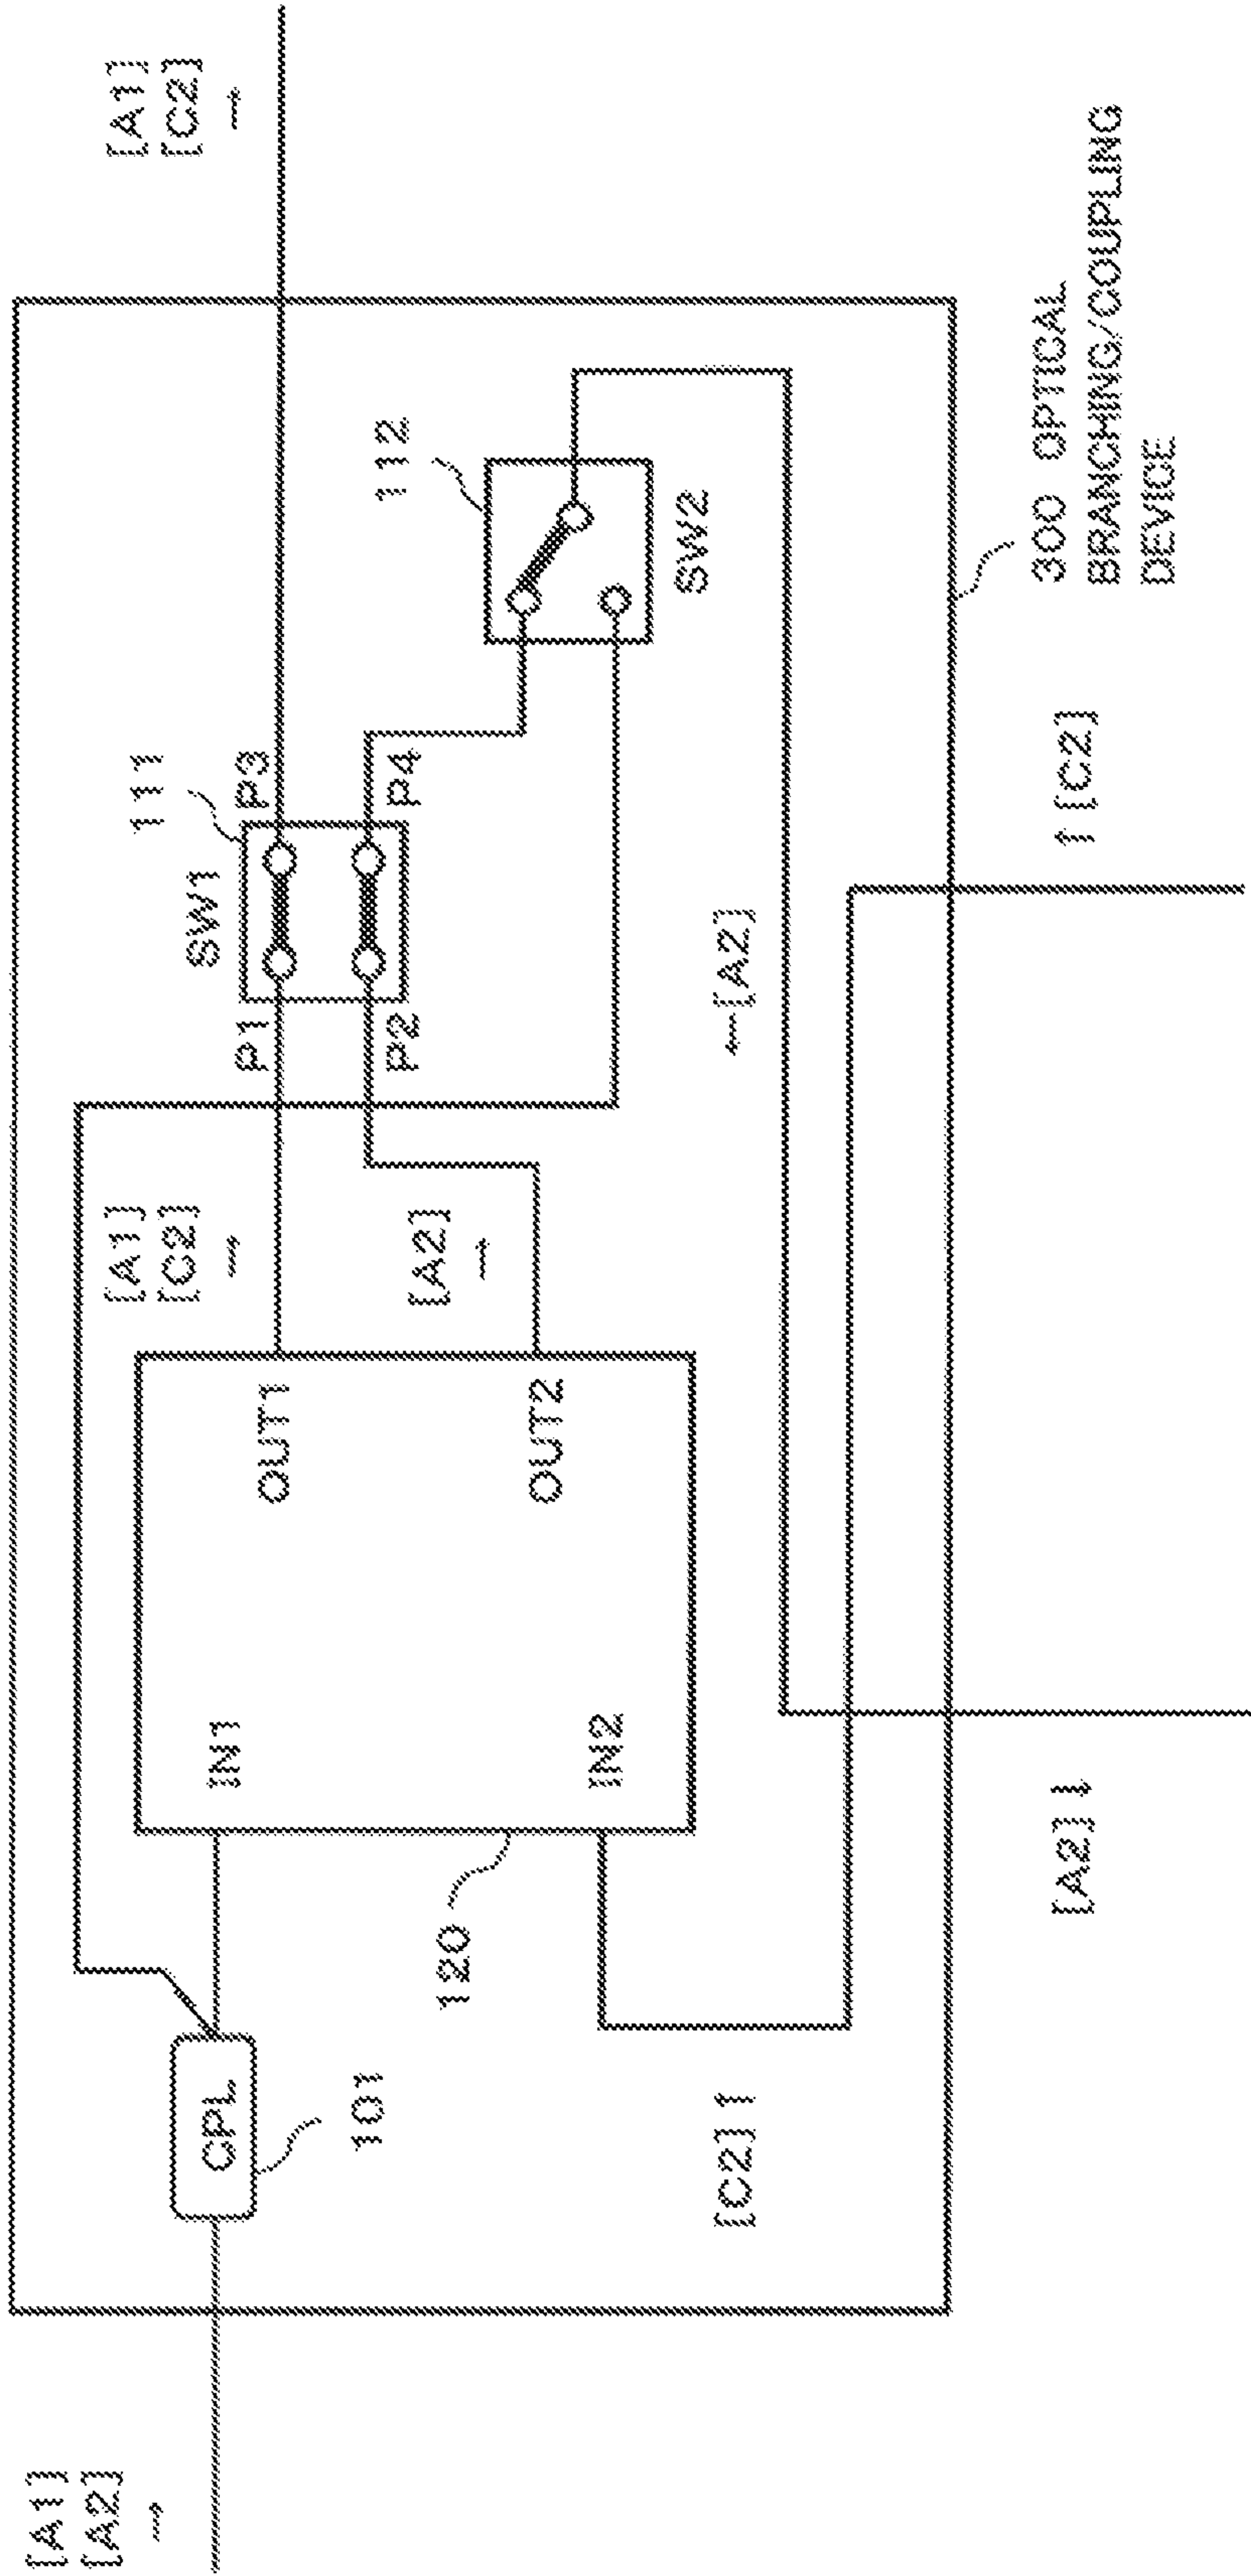 [A1]
[A2]
→
CPL
101
120
IN1
IN2
OUT1
OUT2
[A1]
[C2]
→
[A2]
→
[C2]↑
SW1
111
P1
P2
P3
P4
112
SW2
←[A2]
[A1]
[C2]
→
[A2]↓
↑[C2]
300 OPTICAL
BRANCHING/COUPLING
DEVICE